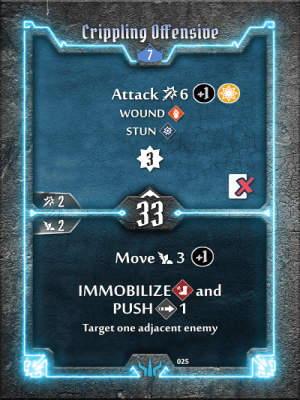 Crippling Offensive
7
Attack 6 +1
WOUND
STUN
3
2
33
2
Move 3 +1
IMMOBILIZE and
PUSH 1
Target one adjacent enemy
025